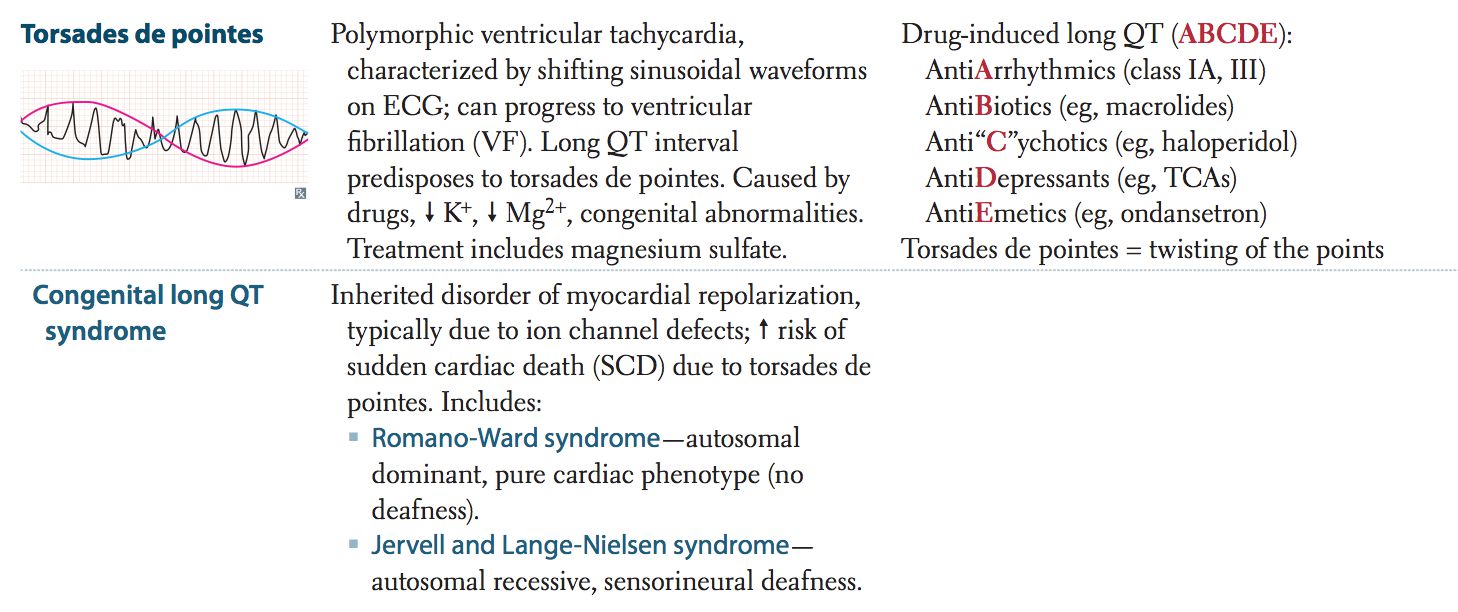 Torsades de pointes
Polymorphic ventricular tachycardia,
characterized by shifting sinusoidal waveforms
on ECG; can progress to ventricular
fibrillation (VF). Long QT interval
predisposes to torsades de pointes. Caused by
drugs, ↓ K⁺, ↓ Mg²⁺, congenital abnormalities.
Treatment includes magnesium sulfate.
Drug-induced long QT (ABCDE):
AntiArrhythmics (class IA, III)
AntiBiotics (eg, macrolides)
Anti“C”ychotics (eg, haloperidol)
AntiDepressants (eg, TCAs)
AntiEmetics (eg, ondansetron)
Torsades de pointes = twisting of the points
Rx
Congenital long QT
syndrome
Inherited disorder of myocardial repolarization,
typically due to ion channel defects; ↑ risk of
sudden cardiac death (SCD) due to torsades de
pointes. Includes:
▪ Romano-Ward syndrome—autosomal
dominant, pure cardiac phenotype (no
deafness).
▪ Jervell and Lange-Nielsen syndrome—
autosomal recessive, sensorineural deafness.